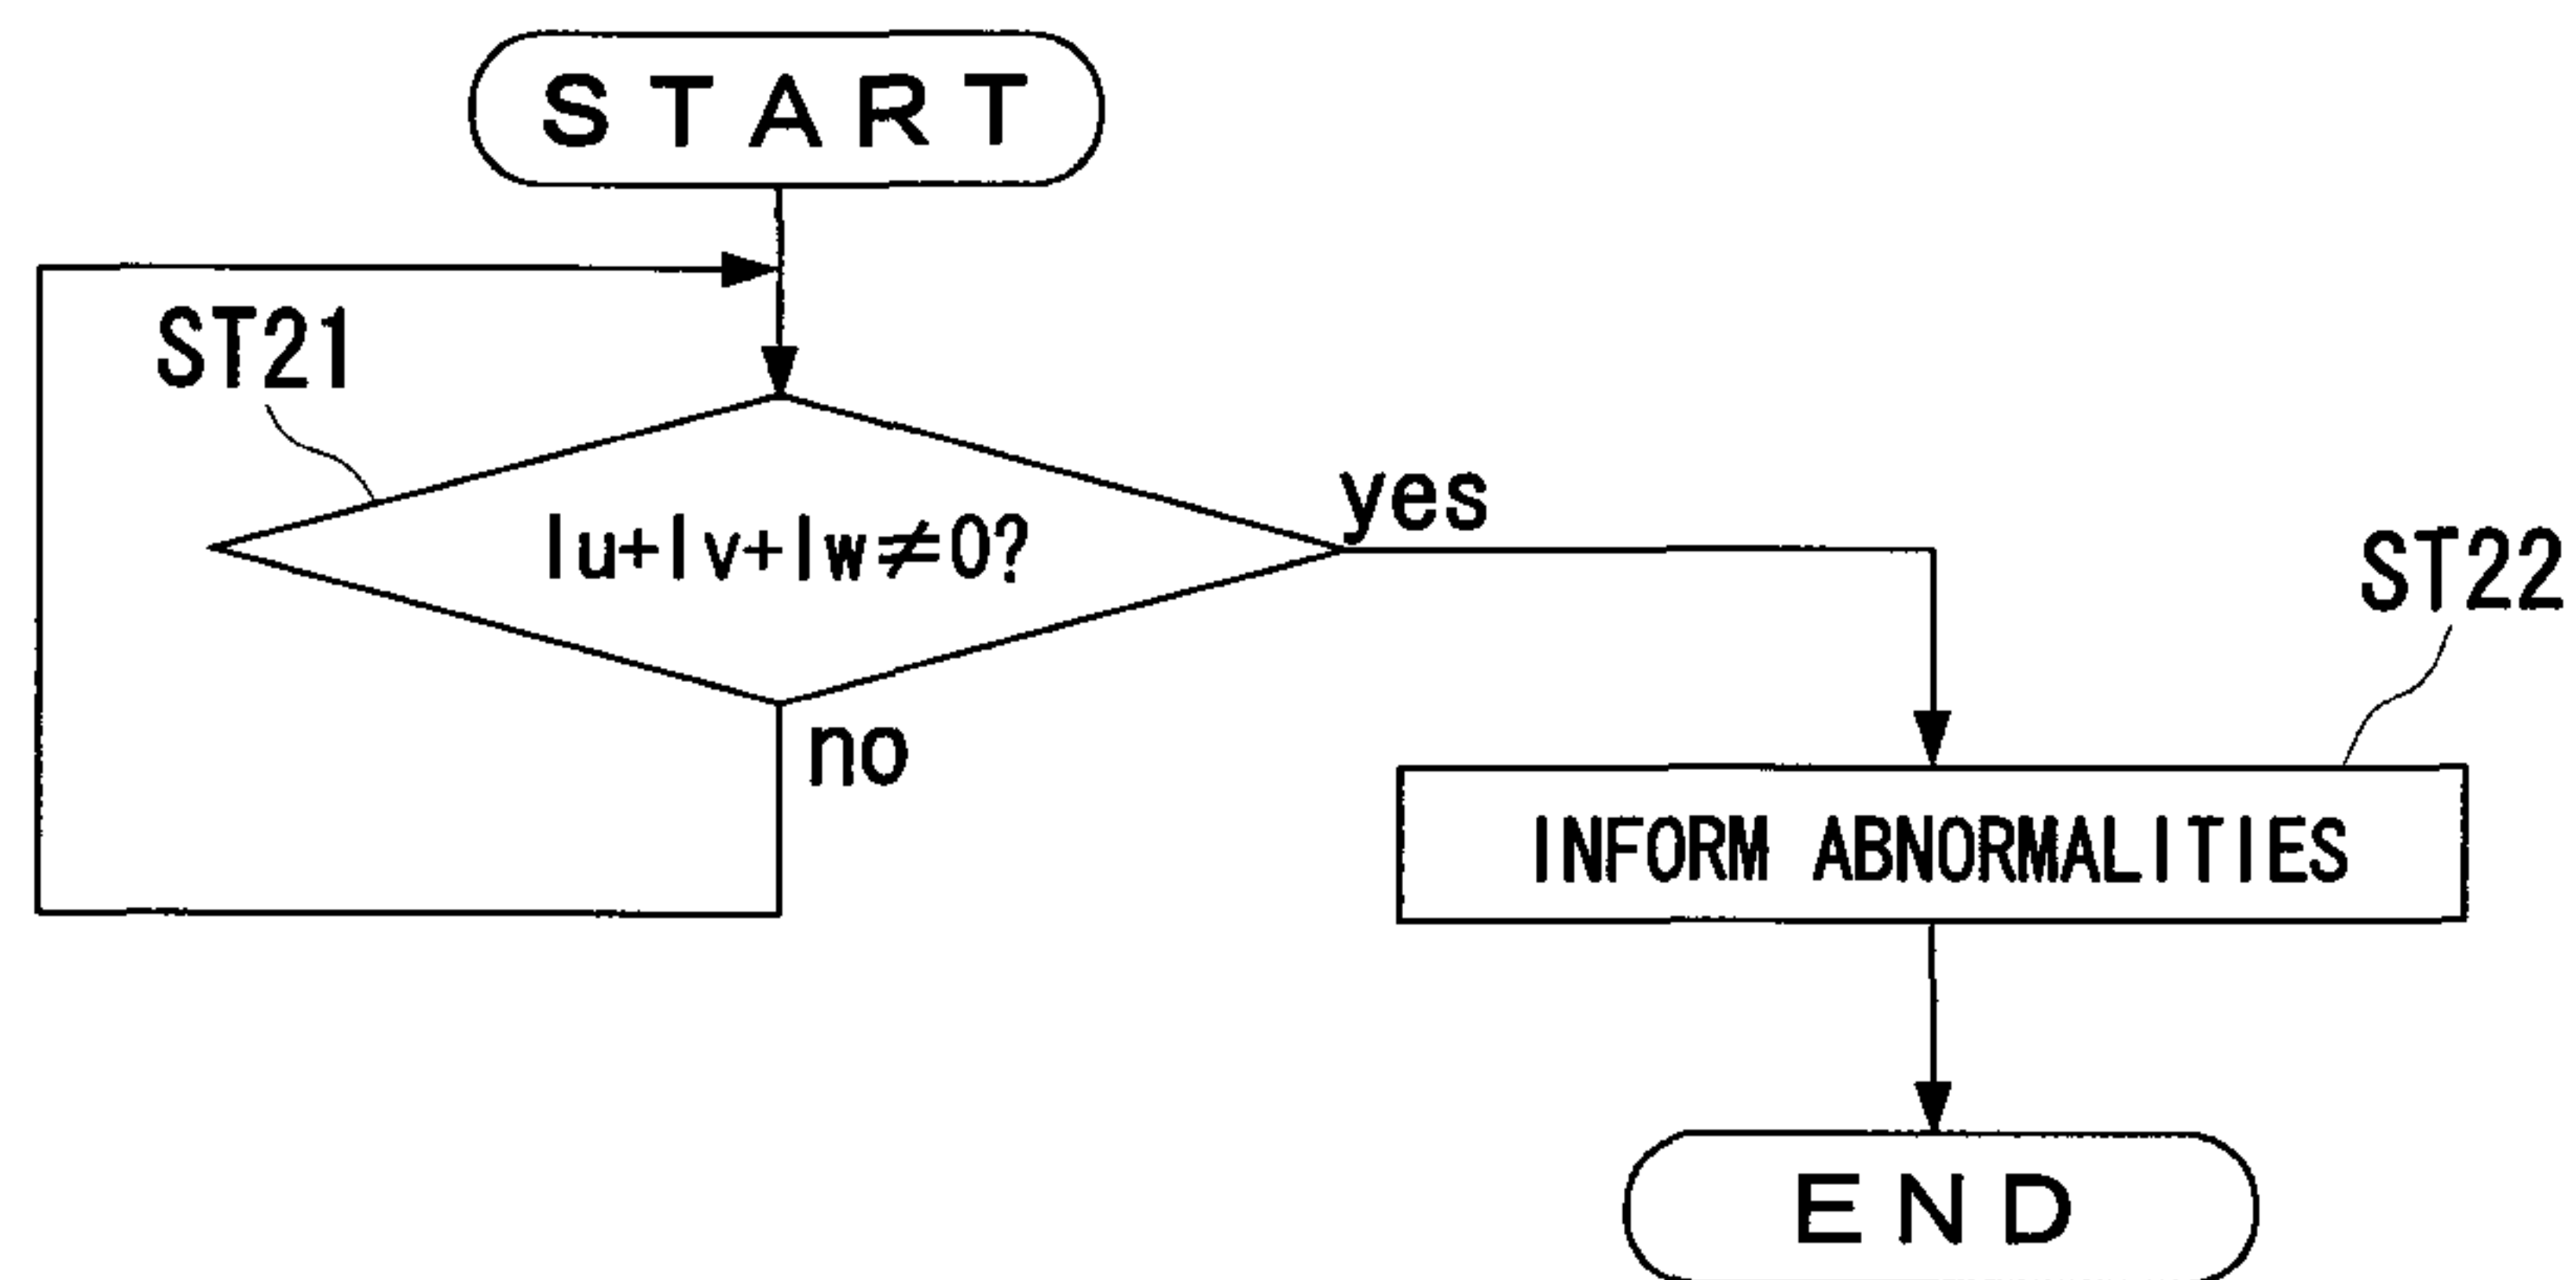 START
ST21
Iu+Iv+Iw≠0?
yes
ST22
no
INFORM ABNORMALITIES
END